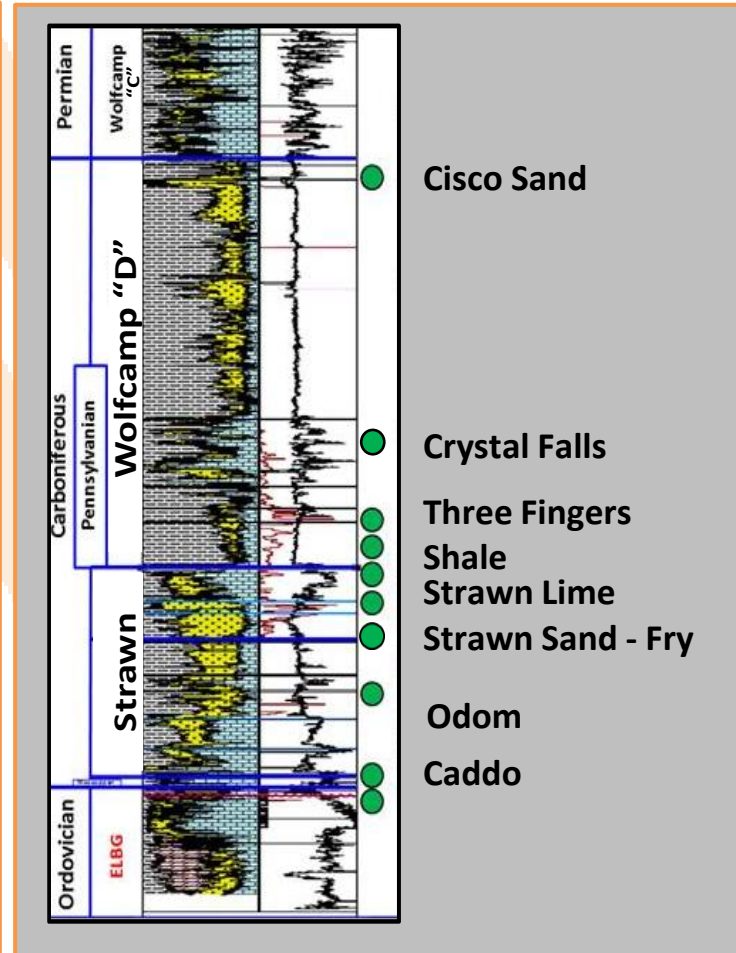 Permian
Wolfcamp
"C"
Cisco Sand
Carboniferous
Pennsylvanian
Wolfcamp "D"
Crystal Falls
Three Fingers
Shale
Strawn Lime
Strawn
Strawn Sand - Fry
Odom
Caddo
Ordovician
ELBG